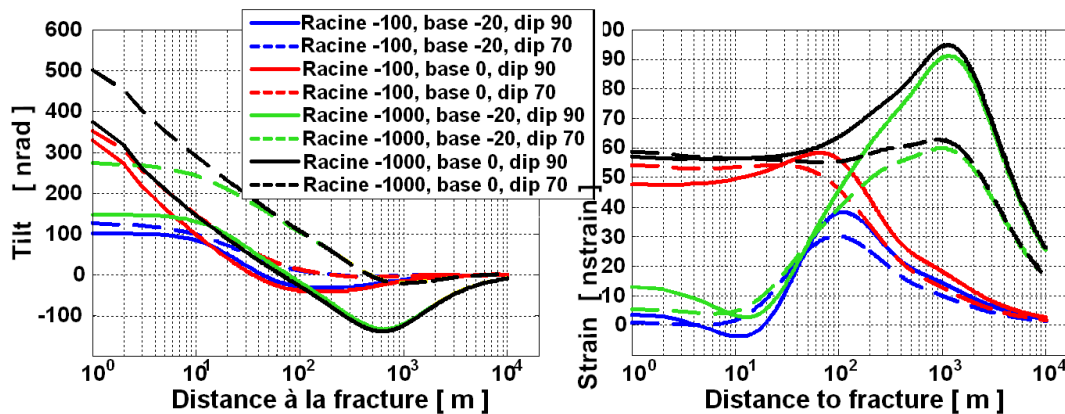 600
500
400
300
200
100
0
-100
Tilt [ nrad]
10^0
10^1
10^2
10^3
10^4
Distance à la fracture [ m ]
Racine -100, base -20, dip 90
Racine -100, base -20, dip 70
Racine -100, base 0, dip 90
Racine -100, base 0, dip 70
Racine -1000, base -20, dip 90
Racine -1000, base -20, dip 70
Racine -1000, base 0, dip 90
Racine -1000, base 0, dip 70
00
90
80
70
60
50
40
30
20
10
0
Strain [ nstrain]
10^0
10^1
10^2
10^3
10^4
Distance to fracture [ m ]